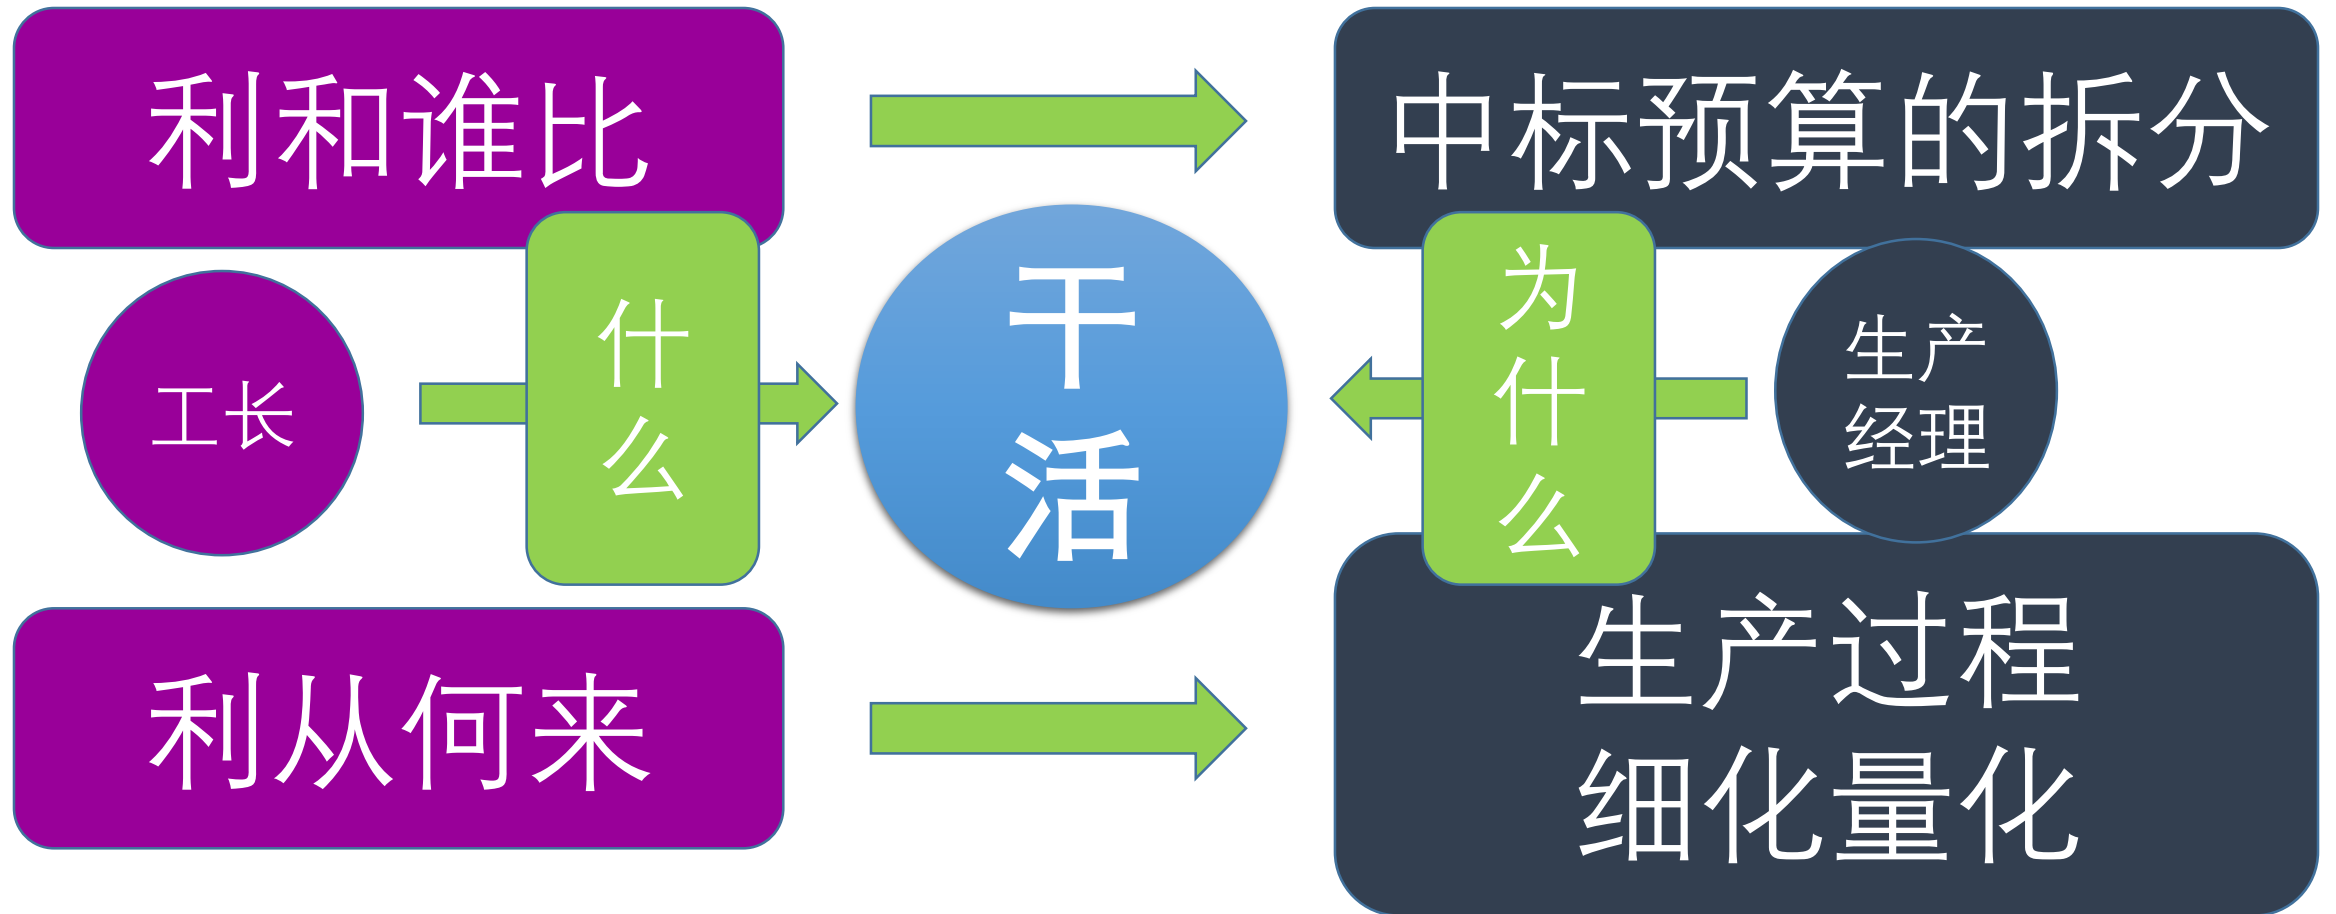 利和谁比
中标预算的拆分
工长
什
么
干
活
为
什
么
生产
经理
利从何来
生产过程
细化量化